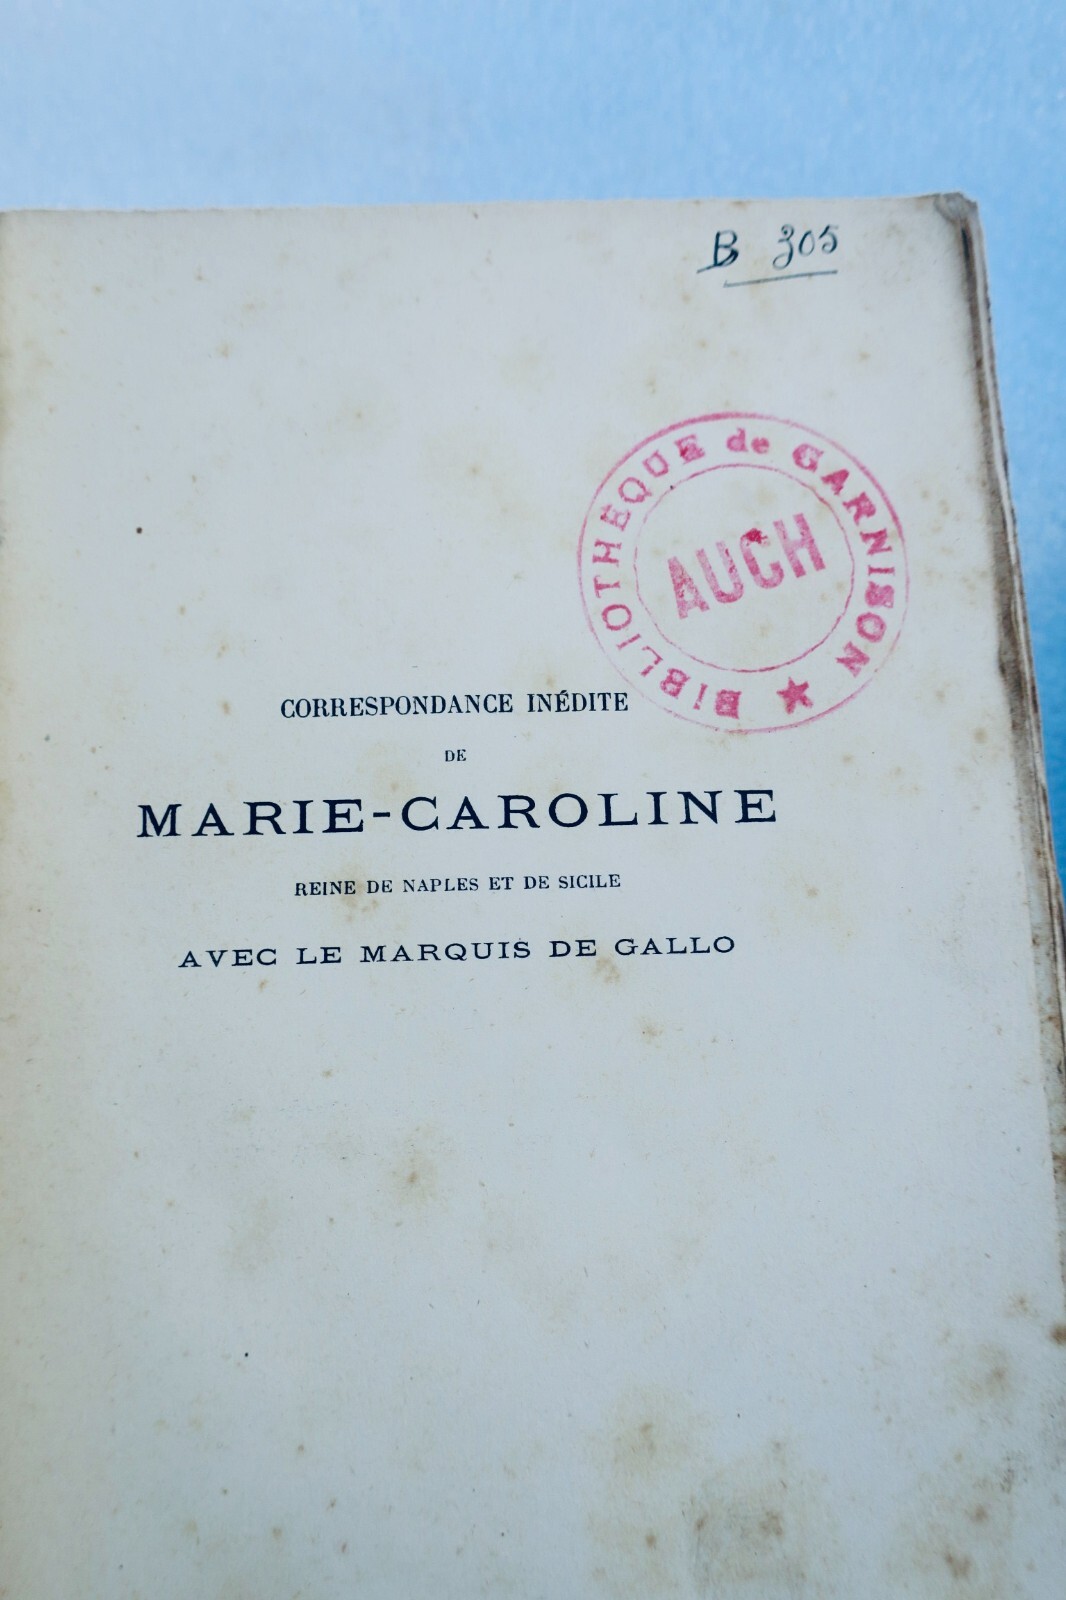 B 305
BIBLIOTHÈQUE de GARNISON ★
AUCH
CORRESPONDANCE INÉDITE
DE
MARIE-CAROLINE
REINE DE NAPLES ET DE SICILE
AVEC LE MARQUIS DE GALLO